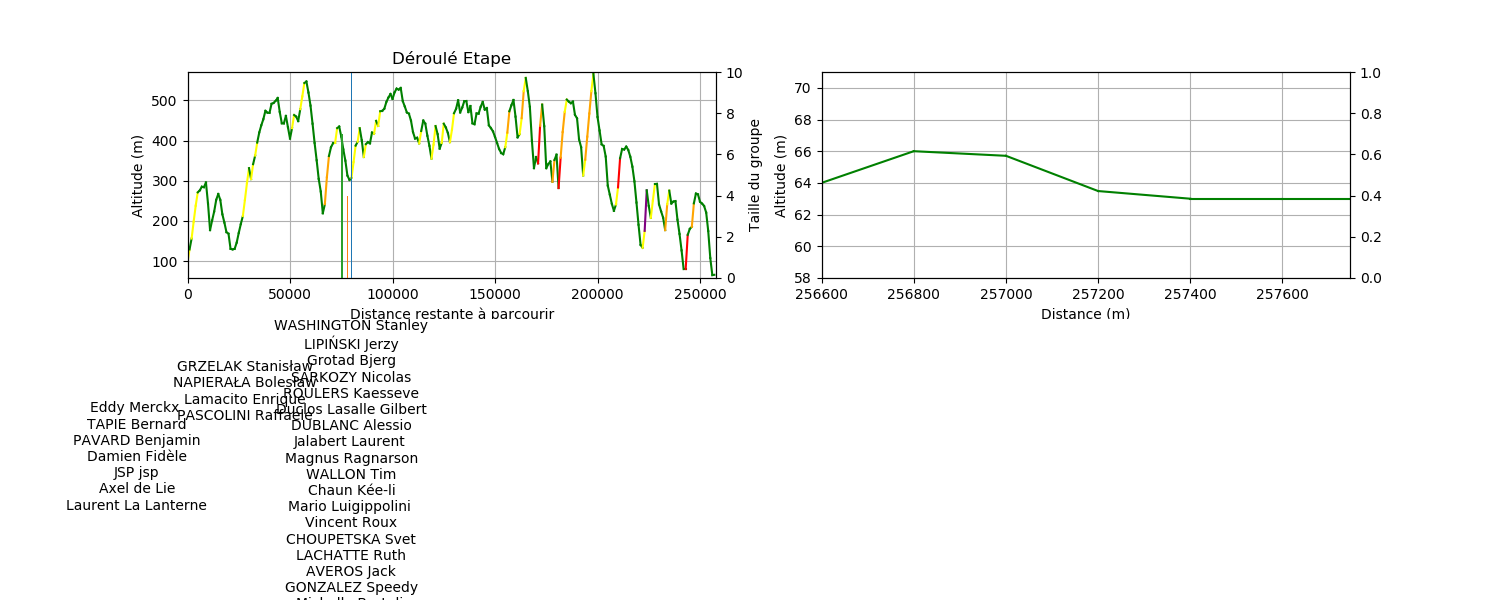 Déroulé Etape
500
400
300
200
100
Altitude (m)
0
50000
100000
150000
200000
250000
Distance restante à parcourir
10
8
6
4
2
0
Taille du groupe
70
68
66
64
62
60
58
Altitude (m)
256600
256800
257000
257200
257400
257600
Distance (m)
1.0
0.8
0.6
0.4
0.2
0.0
WASHINGTON Stanley
LIPIŃSKI Jerzy
Grotad Bjerg
SARKOZY Nicolas
ROULERS Kaesseve
Duclos Lasalle Gilbert
DUBLANC Alessio
Jalabert Laurent
Magnus Ragnarson
WALLON Tim
Chaun Kée-li
Mario Luigippolini
Vincent Roux
CHOUPETSKA Svet
LACHATTE Ruth
AVEROS Jack
GONZALEZ Speedy
GRZELAK Stanisław
NAPIERAŁA Bolesław
Lamacito Enrique
PASCOLINI Raffaele
Eddy Merckx
TAPIE Bernard
PAVARD Benjamin
Damien Fidèle
JSP jsp
Axel de Lie
Laurent La Lanterne